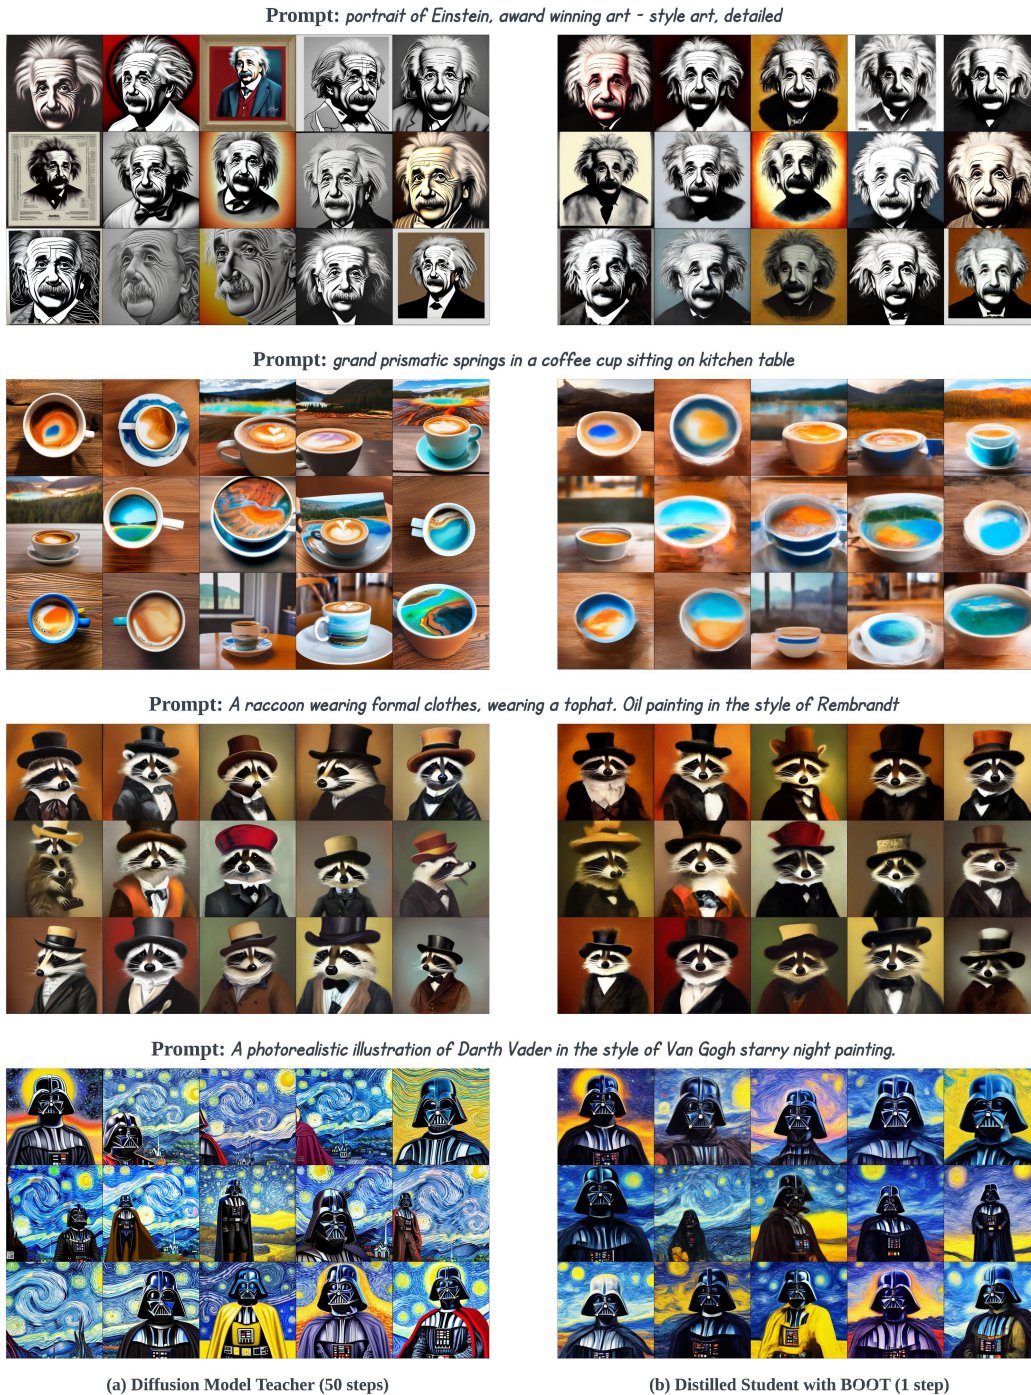 Prompt: portrait of Einstein, award winning art - style art, detailed
Prompt: grand prismatic springs in a coffee cup sitting on kitchen table
Prompt: A raccoon wearing formal clothes, wearing a tophat. Oil painting in the style of Rembrandt
Prompt: A photorealistic illustration of Darth Vader in the style of Van Gogh starry night painting.
(a) Diffusion Model Teacher (50 steps)
(b) Distilled Student with BOOT (1 step)